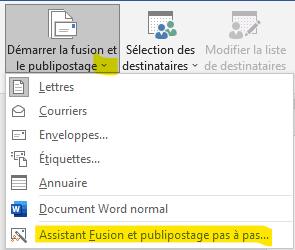 Démarrer la fusion et
le publipostage
Sélection des
destinataires
Modifier la liste
de destinataires
Lettres
Courriers
Enveloppes...
Étiquettes...
Annuaire
Document Word normal
Assistant Fusion et publipostage pas à pas...